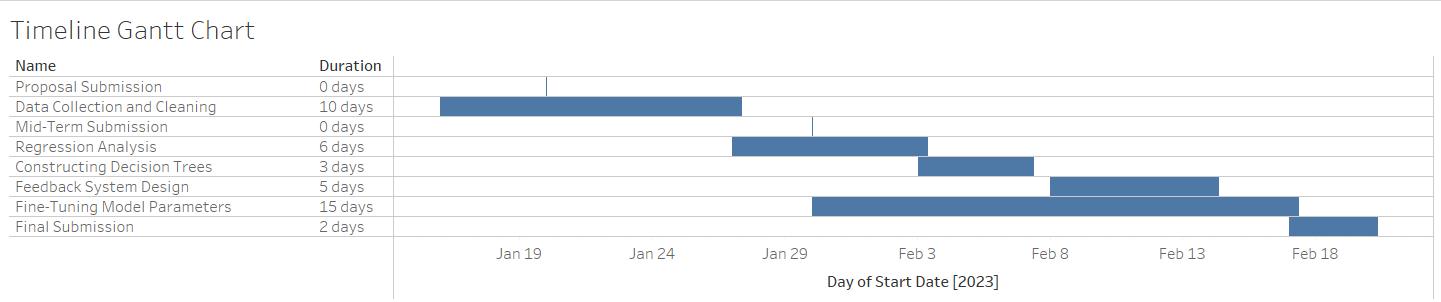 Timeline Gantt Chart
Name Duration
Proposal Submission 0 days
Data Collection and Cleaning 10 days
Mid-Term Submission 0 days
Regression Analysis 6 days
Constructing Decision Trees 3 days
Feedback System Design 5 days
Fine-Tuning Model Parameters 15 days
Final Submission 2 days
Jan 19 Jan 24 Jan 29 Feb 3 Feb 8 Feb 13 Feb 18
Day of Start Date [2023]